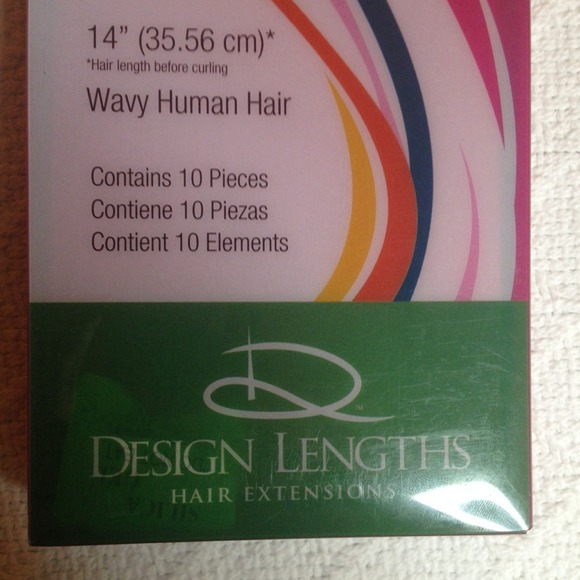 14” (35.56 cm)*
*Hair length before curling
Wavy Human Hair
Contains 10 Pieces
Contiene 10 Piezas
Contient 10 Elements
DESIGN LENGTHS
HAIR EXTENSIONS
SILICA